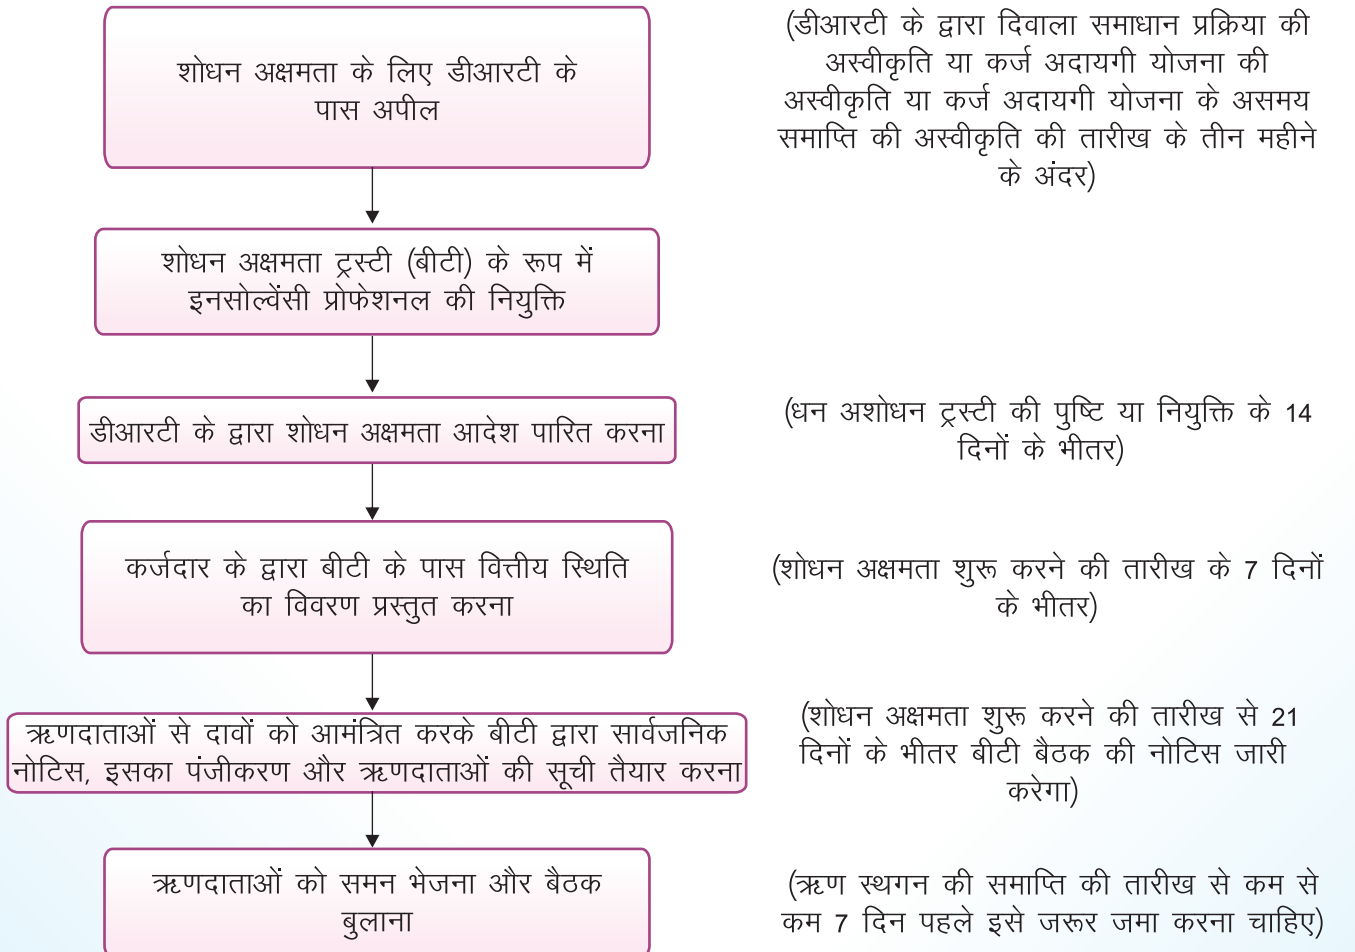 शोधन अक्षमता के लिए डीआरटी के
पास अपील
(डीआरटी के द्वारा दिवाला समाधान प्रक्रिया की
अस्वीकृति या कर्ज अदायगी योजना की
अस्वीकृति या कर्ज अदायगी योजना के असमय
समाप्ति की अस्वीकृति की तारीख के तीन महीने
के अंदर)
शोधन अक्षमता ट्रस्टी (बीटी) के रूप में
इनसोल्वेंसी प्रोफेशनल की नियुक्ति
डीआरटी के द्वारा शोधन अक्षमता आदेश पारित करना
(धन अशोधन ट्रस्टी की पुष्टि या नियुक्ति के 14
दिनों के भीतर)
कर्जदार के द्वारा बीटी के पास वित्तीय स्थिति
का विवरण प्रस्तुत करना
(शोधन अक्षमता शुरू करने की तारीख के 7 दिनों
के भीतर)
ऋणदाताओं से दावों को आमंत्रित करके बीटी द्वारा सार्वजनिक
नोटिस, इसका पंजीकरण और ऋणदाताओं की सूची तैयार करना
(शोधन अक्षमता शुरू करने की तारीख से 21
दिनों के भीतर बीटी बैठक की नोटिस जारी
करेगा)
ऋणदाताओं को समन भेजना और बैठक
बुलाना
(ऋण स्थगन की समाप्ति की तारीख से कम से
कम 7 दिन पहले इसे जरूर जमा करना चाहिए)